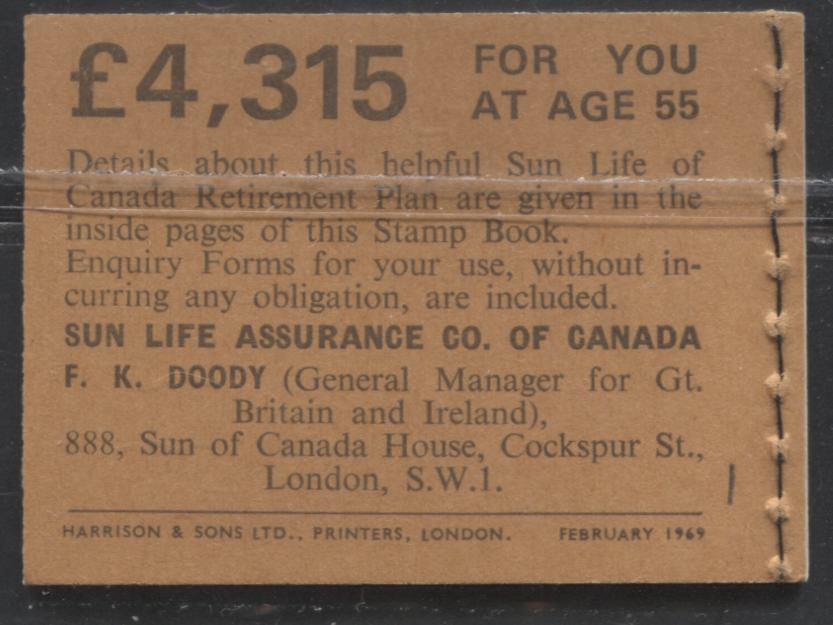 £4,315 FOR YOU
AT AGE 55
Details about this helpful Sun Life of
Canada Retirement Plan are given in the
inside pages of this Stamp Book.
Enquiry Forms for your use, without in-
curring any obligation, are included.
SUN LIFE ASSURANCE CO. OF CANADA
F. K. DOODY (General Manager for Gt.
Britain and Ireland),
888, Sun of Canada House, Cockspur St.,
London, S.W.1.
HARRISON & SONS LTD., PRINTERS, LONDON. FEBRUARY 1969